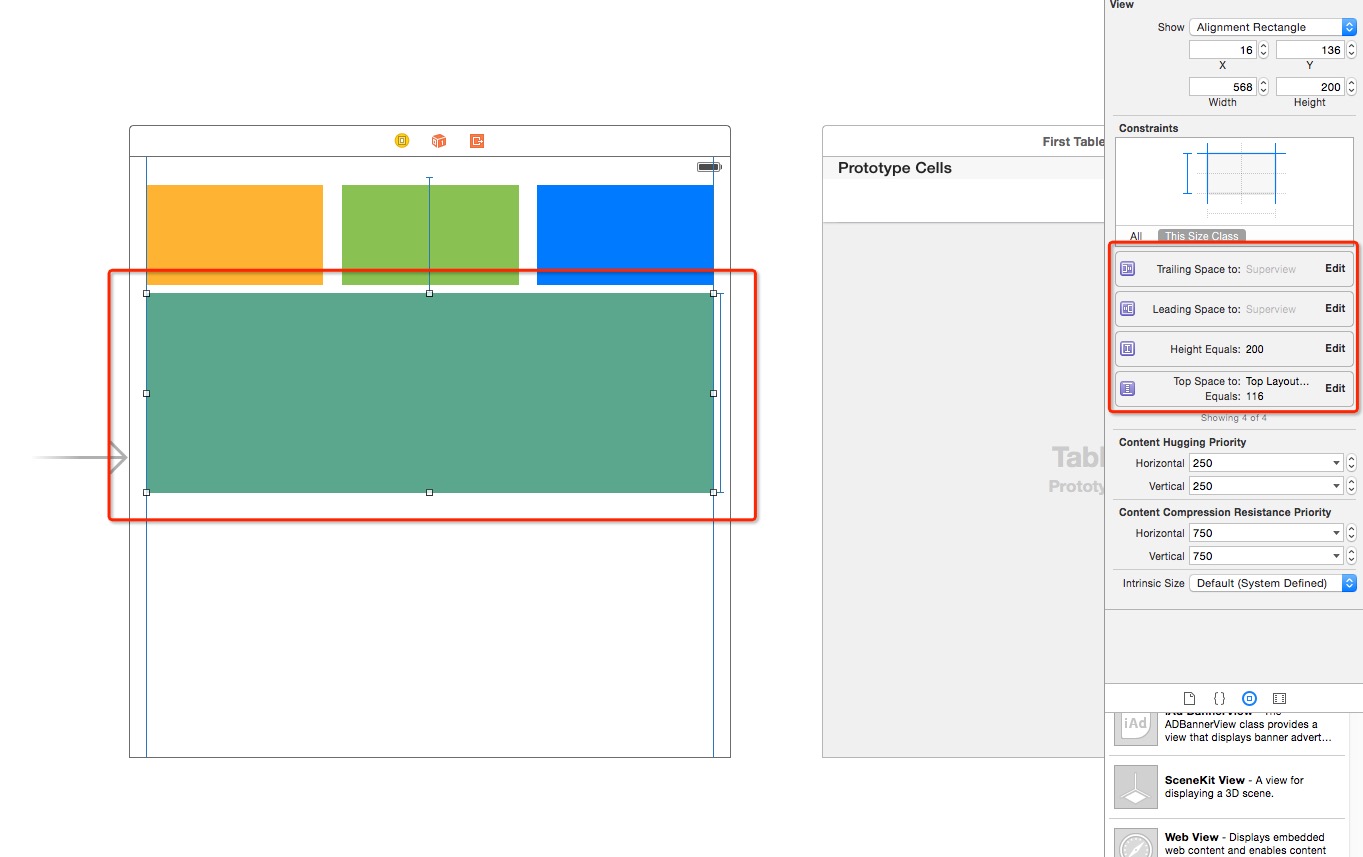 View
Show Alignment Rectangle
16 136
X Y
568 200
Width Height
Constraints
All This Size Class
Trailing Space to: Superview Edit
Leading Space to: Superview Edit
Height Equals: 200 Edit
Top Space to: Top Layout...
Equals: 116 Edit
Showing 4 of 4
Content Hugging Priority
Horizontal 250
Vertical 250
Content Compression Resistance Priority
Horizontal 750
Vertical 750
Intrinsic Size Default (System Defined)
First Table
Prototype Cells
Tabl
Prototy
iAd
iAd BannerView - The
ADBannerView class provides a
view that displays banner advert...
SceneKit View - A view for
displaying a 3D scene.
Web View - Displays embedded
web content and enables content